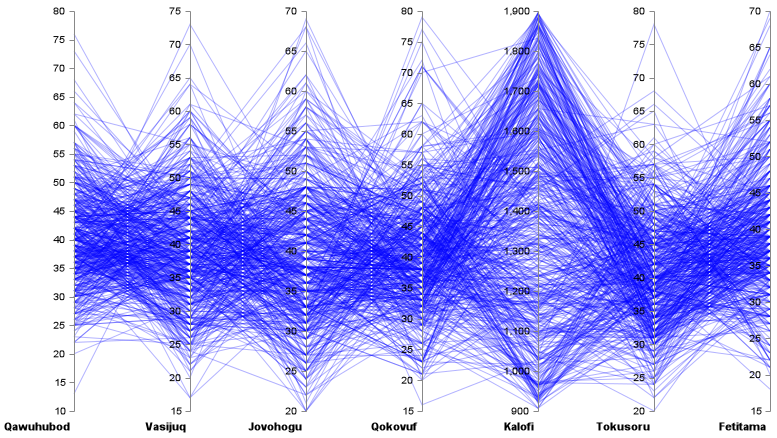 80 75 70 80 1,900 80 70
75 70 65 75 1,800 75 65
70 65 60 70 1,700 70 60
65 60 55 65 1,600 65 55
60 55 50 60 1,500 60 50
55 50 45 55 1,400 55 45
50 45 40 50 1,300 50 40
45 40 35 45 1,200 45 35
40 35 30 40 1,100 40 30
35 30 25 35 1,000 35 25
30 25 20 30 900 30 20
25 20 25 25 15
20 15 20 20
15 15
10
Qawuhubod Vasijuq Jovohogu Qokovuf Kalofi Tokusoru Fetitama